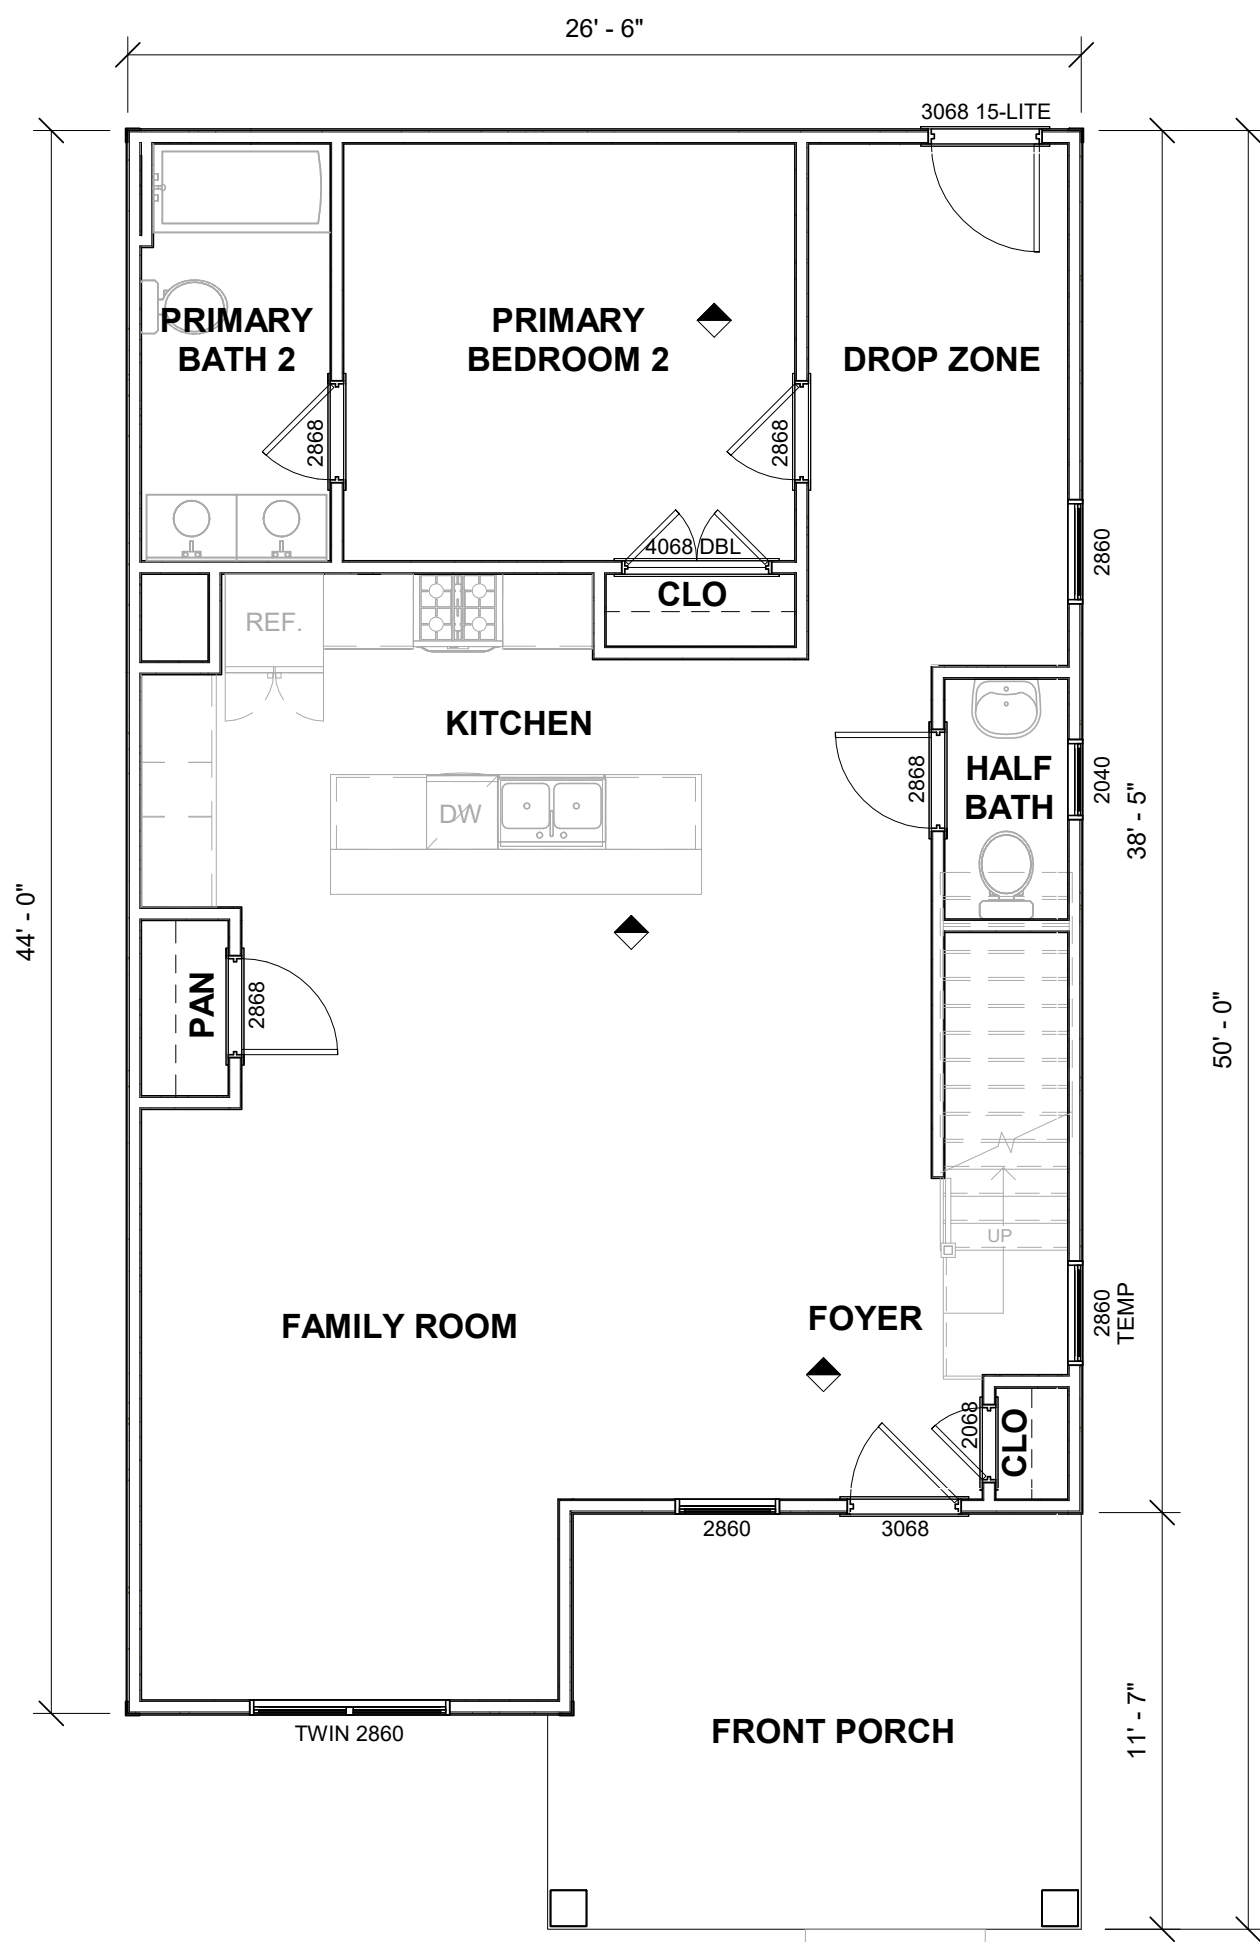 26' - 6"
3068 15-LITE
PRIMARY
BATH 2
PRIMARY
BEDROOM 2
DROP ZONE
2868
2868
4068 DBL
CLO
2860
REF.
KITCHEN
HALF
BATH
2868
2040
38' - 5"
DW
44' - 0"
PAN
2868
50' - 0"
UP
FAMILY ROOM
FOYER
2860
TEMP
2068
CLO
2860
3068
TWIN 2860
FRONT PORCH
11' - 7"